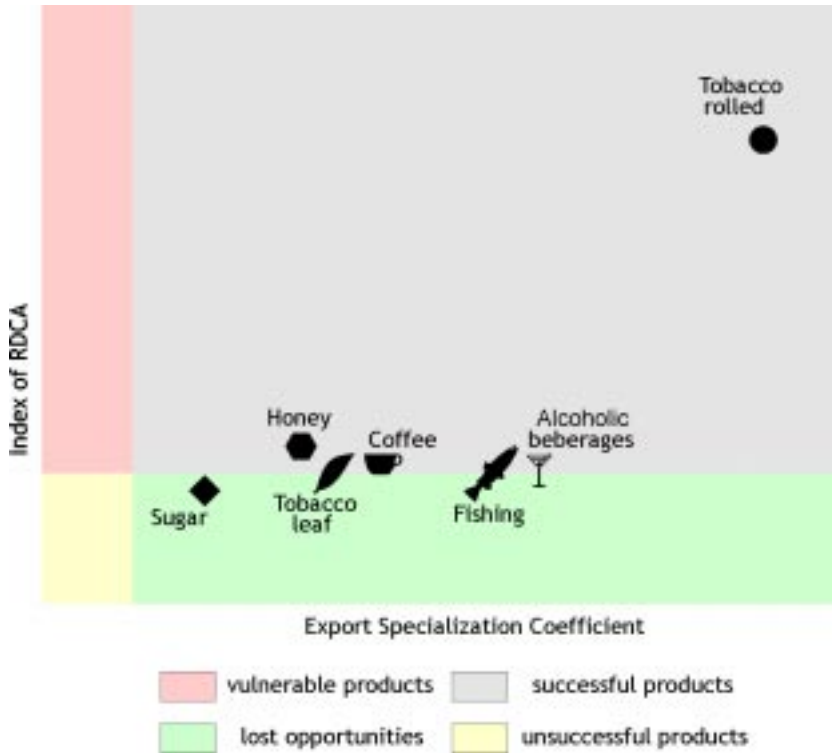 Tobacco
rolled
Index of RDCA
Honey
Coffee
Alcoholic
beberages
Sugar
Tobacco
leaf
Fishing
Export Specialization Coefficient
vulnerable products
successful products
lost opportunities
unsuccessful products